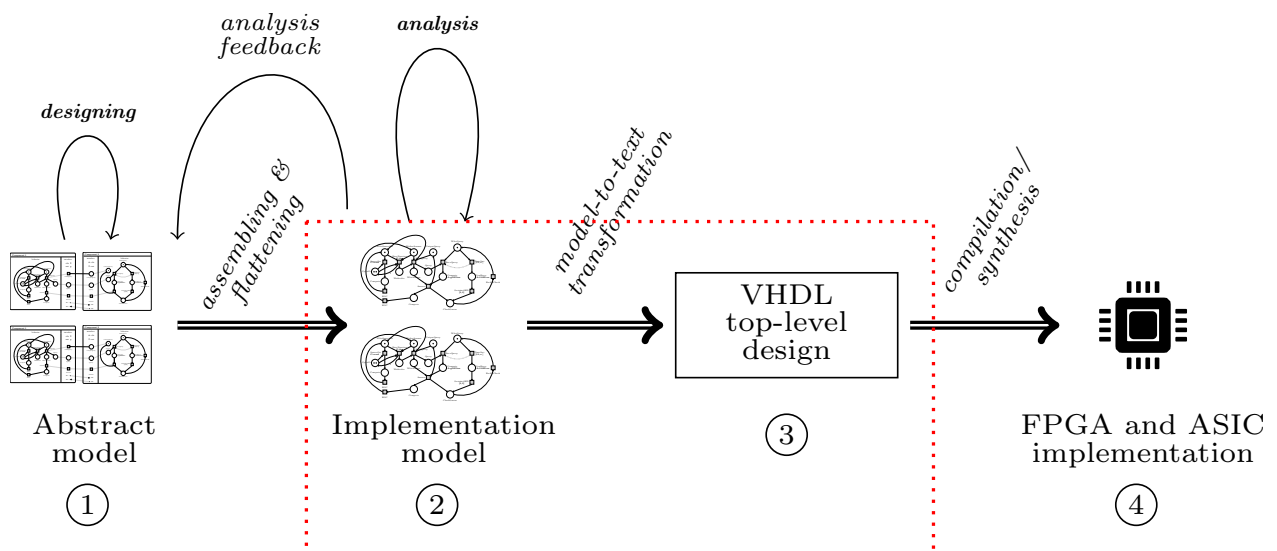 analysis
feedback
analysis
designing
assembling &
flattening
model-to-text
transformation
compilation/
synthesis
VHDL
top-level
design
Abstract
model
1
Implementation
model
2
3
FPGA and ASIC
implementation
4